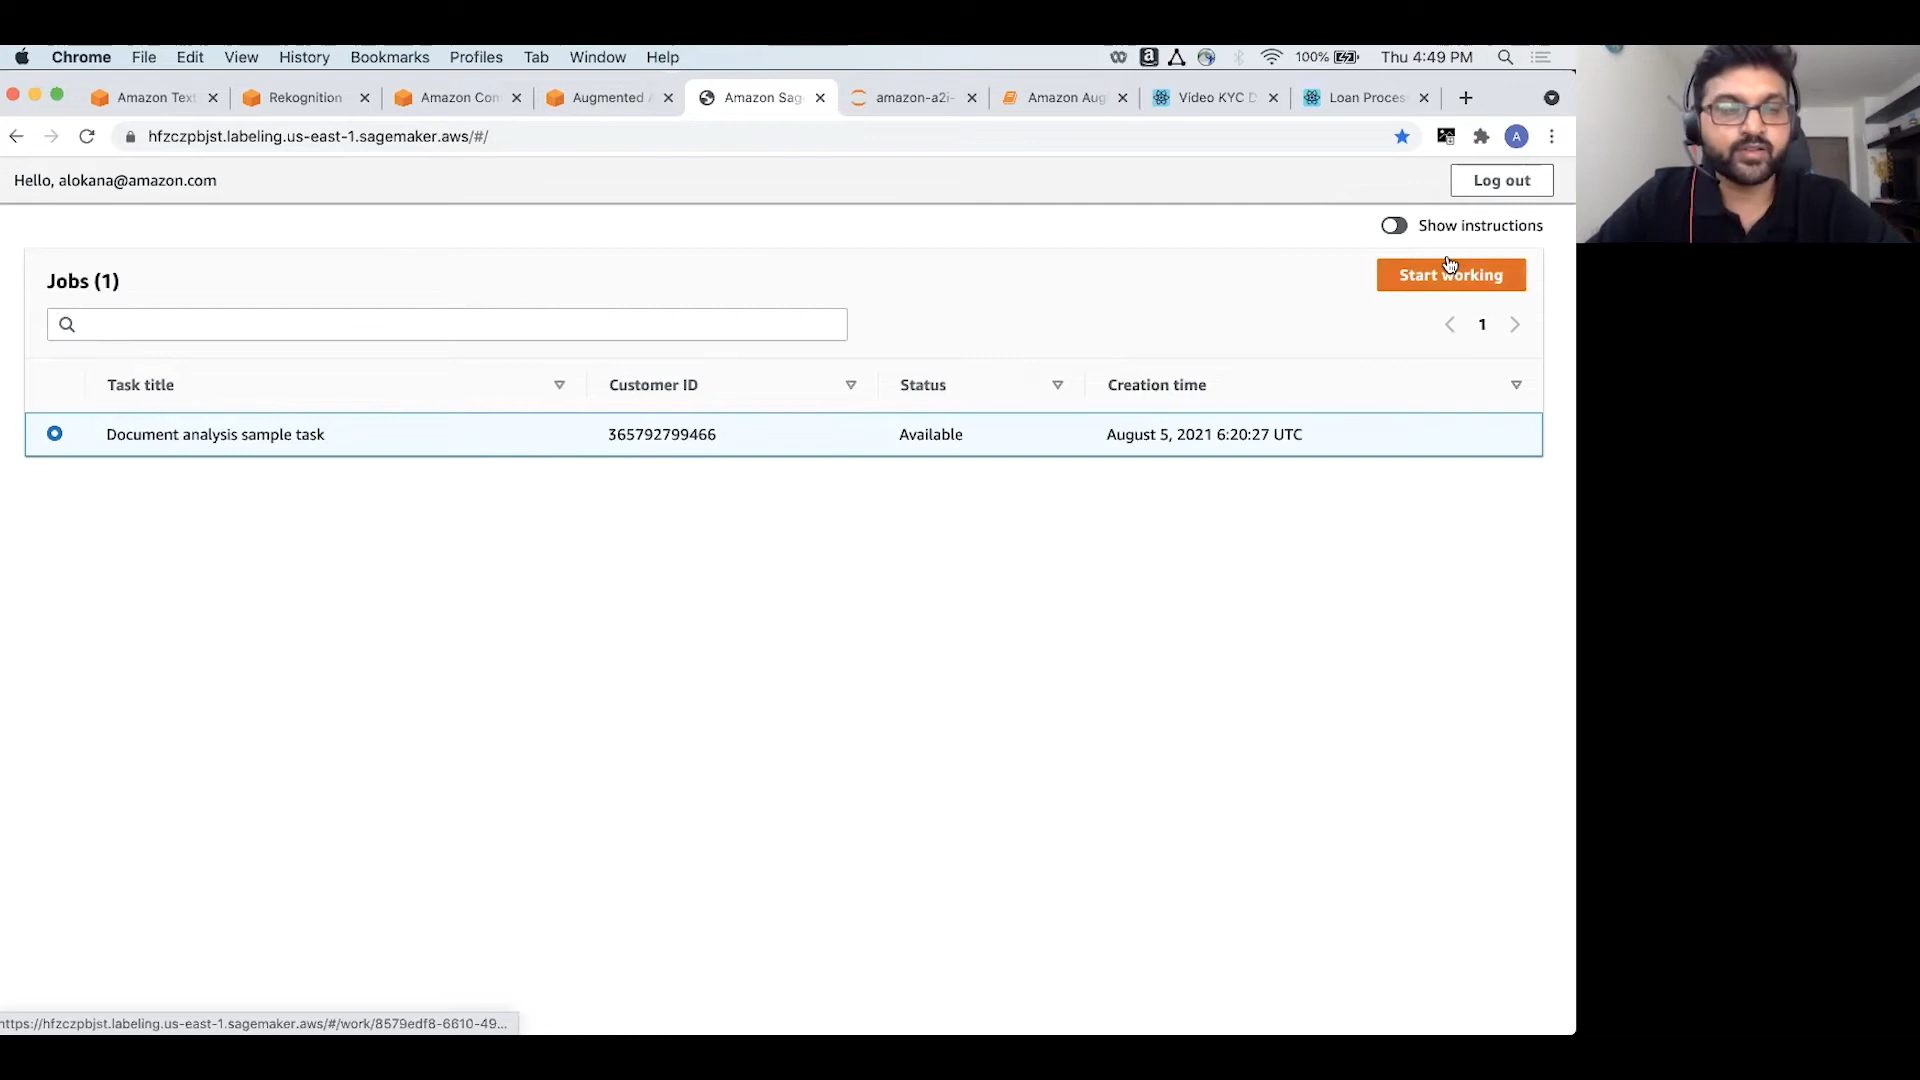 Chrome File Edit View History Bookmarks Profiles Tab Window Help 100% Thu 4:49 PM
Amazon Text Rekognition Amazon Com Augmented A Amazon Sag amazon-a2i- Amazon Aug Video KYC D Loan Proces
hfzczpbjst.labeling.us-east-1.sagemaker.aws/#/ A
Hello, alokana@amazon.com Log out
Show instructions
Jobs (1) Start working
1
Task title Customer ID Status Creation time
Document analysis sample task 365792799466 Available August 5, 2021 6:20:27 UTC
https://hfzczpbjst.labeling.us-east-1.sagemaker.aws/#/work/8579edf8-6610-49...